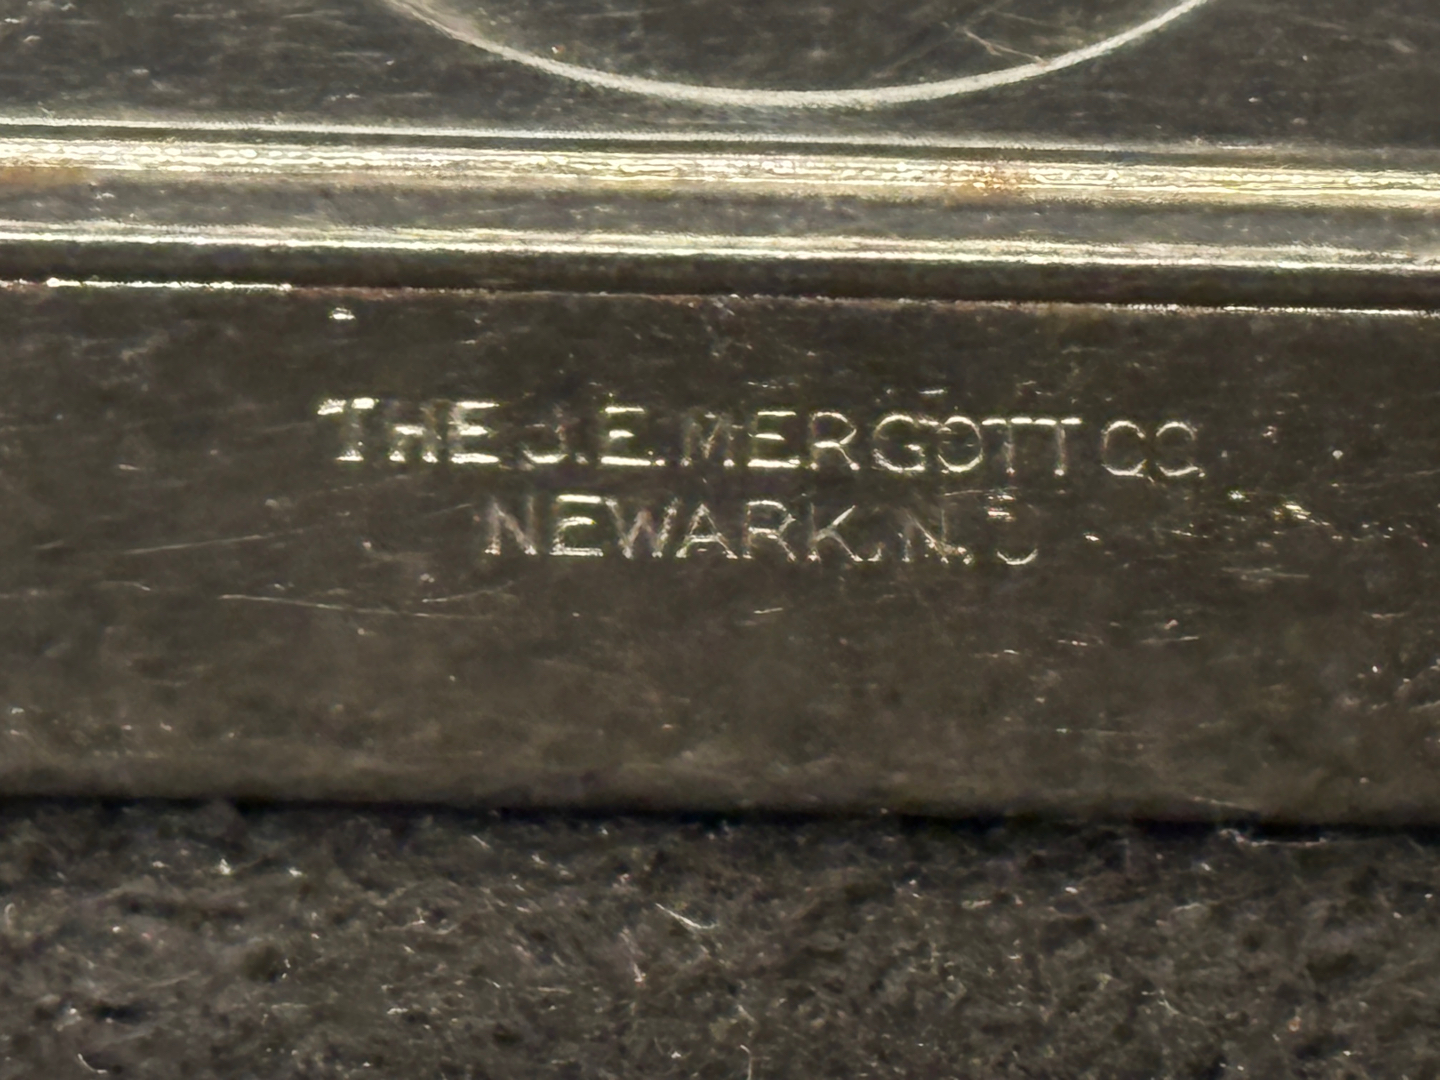 THE J.E. MERGOTT CO.
NEWARK, N.J